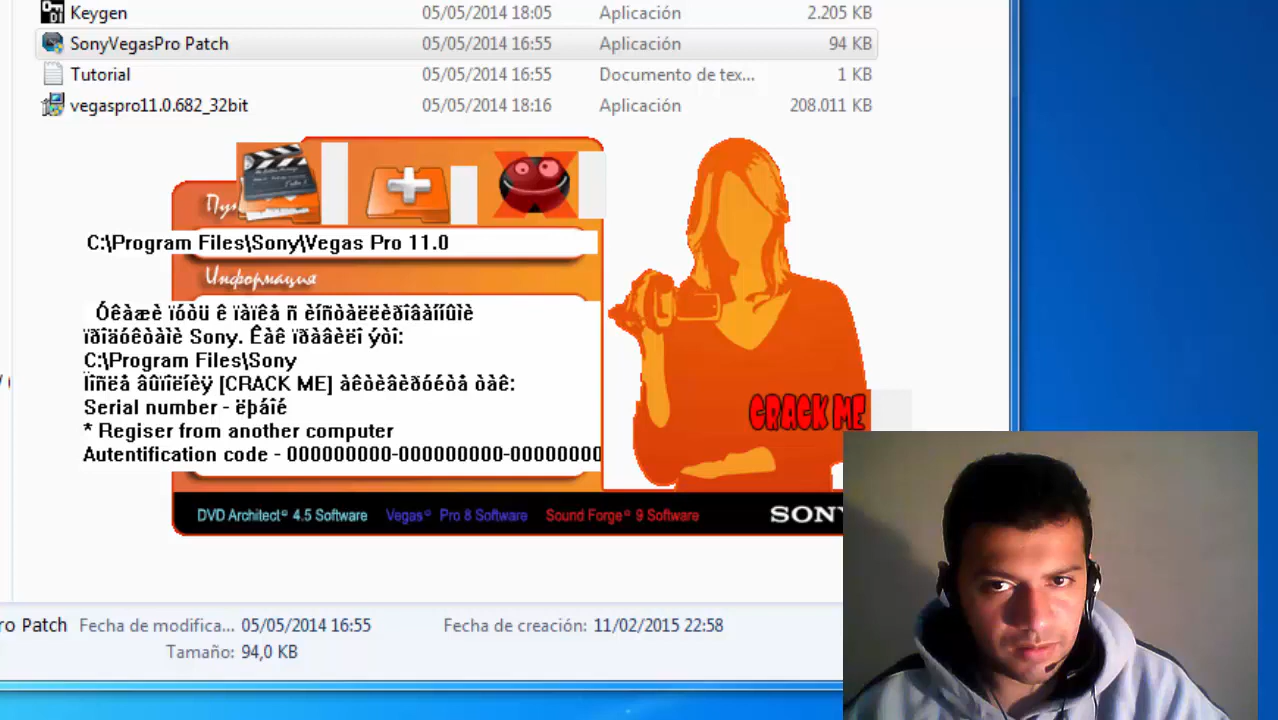 Keygen 05/05/2014 18:05 Aplicación 2.205 KB
SonyVegasPro Patch 05/05/2014 16:55 Aplicación 94 KB
Tutorial 05/05/2014 16:55 Documento de tex... 1 KB
vegaspro11.0.682_32bit 05/05/2014 18:16 Aplicación 208.011 KB
C:\Program Files\Sony\Vegas Pro 11.0
Информация
Óêàæè ïóòü ê ïàïêå ñ èíñòàëëèðîâàííûìè
ïðîäóêòàìè Sony. Êàê ïðàâèëî ýòî:
C:\Program Files\Sony
Ïîñëå âûïîëíèÿ [CRACK ME] àêòèâèðóéòå òàê:
Serial number - ëþáîé
* Regiser from another computer
Autentification code - 000000000-000000000-00000000
CRACK ME
DVD Architect® 4.5 Software Vegas® Pro 8 Software Sound Forge® 9 Software SONY
ro Patch Fecha de modifica... 05/05/2014 16:55 Fecha de creación: 11/02/2015 22:58
Tamaño: 94,0 KB